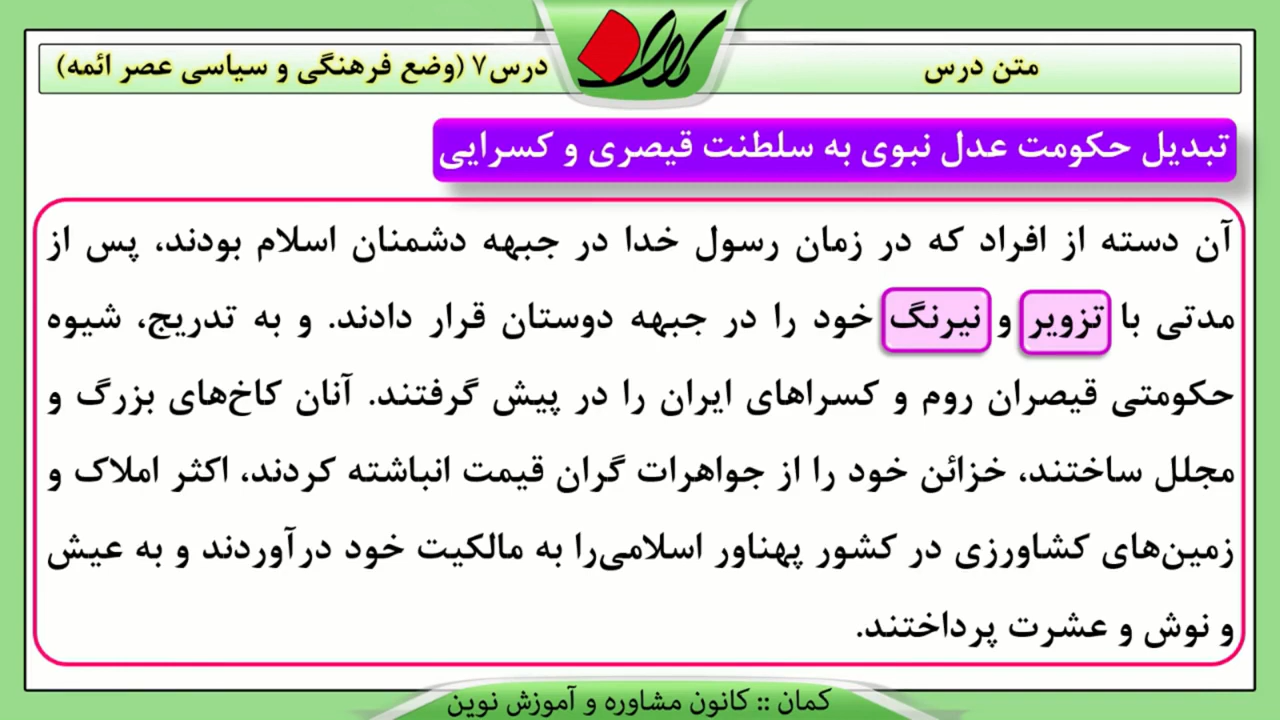 متن درس
درس۷ (وضع فرهنگی و سیاسی عصر ائمه)
تبدیل حکومت عدل نبوی به سلطنت قیصری و کسرایی
آن دسته از افراد که در زمان رسول خدا در جبهه دشمنان اسلام بودند، پس از
مدتی با تزویر و نیرنگ خود را در جبهه دوستان قرار دادند. و به تدریج، شیوه
حکومتی قیصران روم و کسراهای ایران را در پیش گرفتند. آنان کاخ‌های بزرگ و
مجلل ساختند، خزائن خود را از جواهرات گران قیمت انباشته کردند، اکثر املاک و
زمین‌های کشاورزی در کشور پهناور اسلامی‌را به مالکیت خود درآوردند و به عیش
و نوش و عشرت پرداختند.
کمان :: کانون مشاوره و آموزش نوین